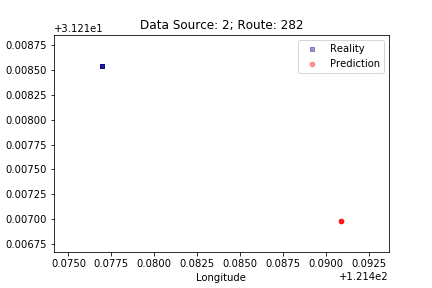 Data Source: 2; Route: 282
+3.121e1
Reality
Prediction
0.00875
0.00850
0.00825
0.00800
0.00775
0.00750
0.00725
0.00700
0.00675
0.0750 0.0775 0.0800 0.0825 0.0850 0.0875 0.0900 0.0925
Longitude
+1.214e2